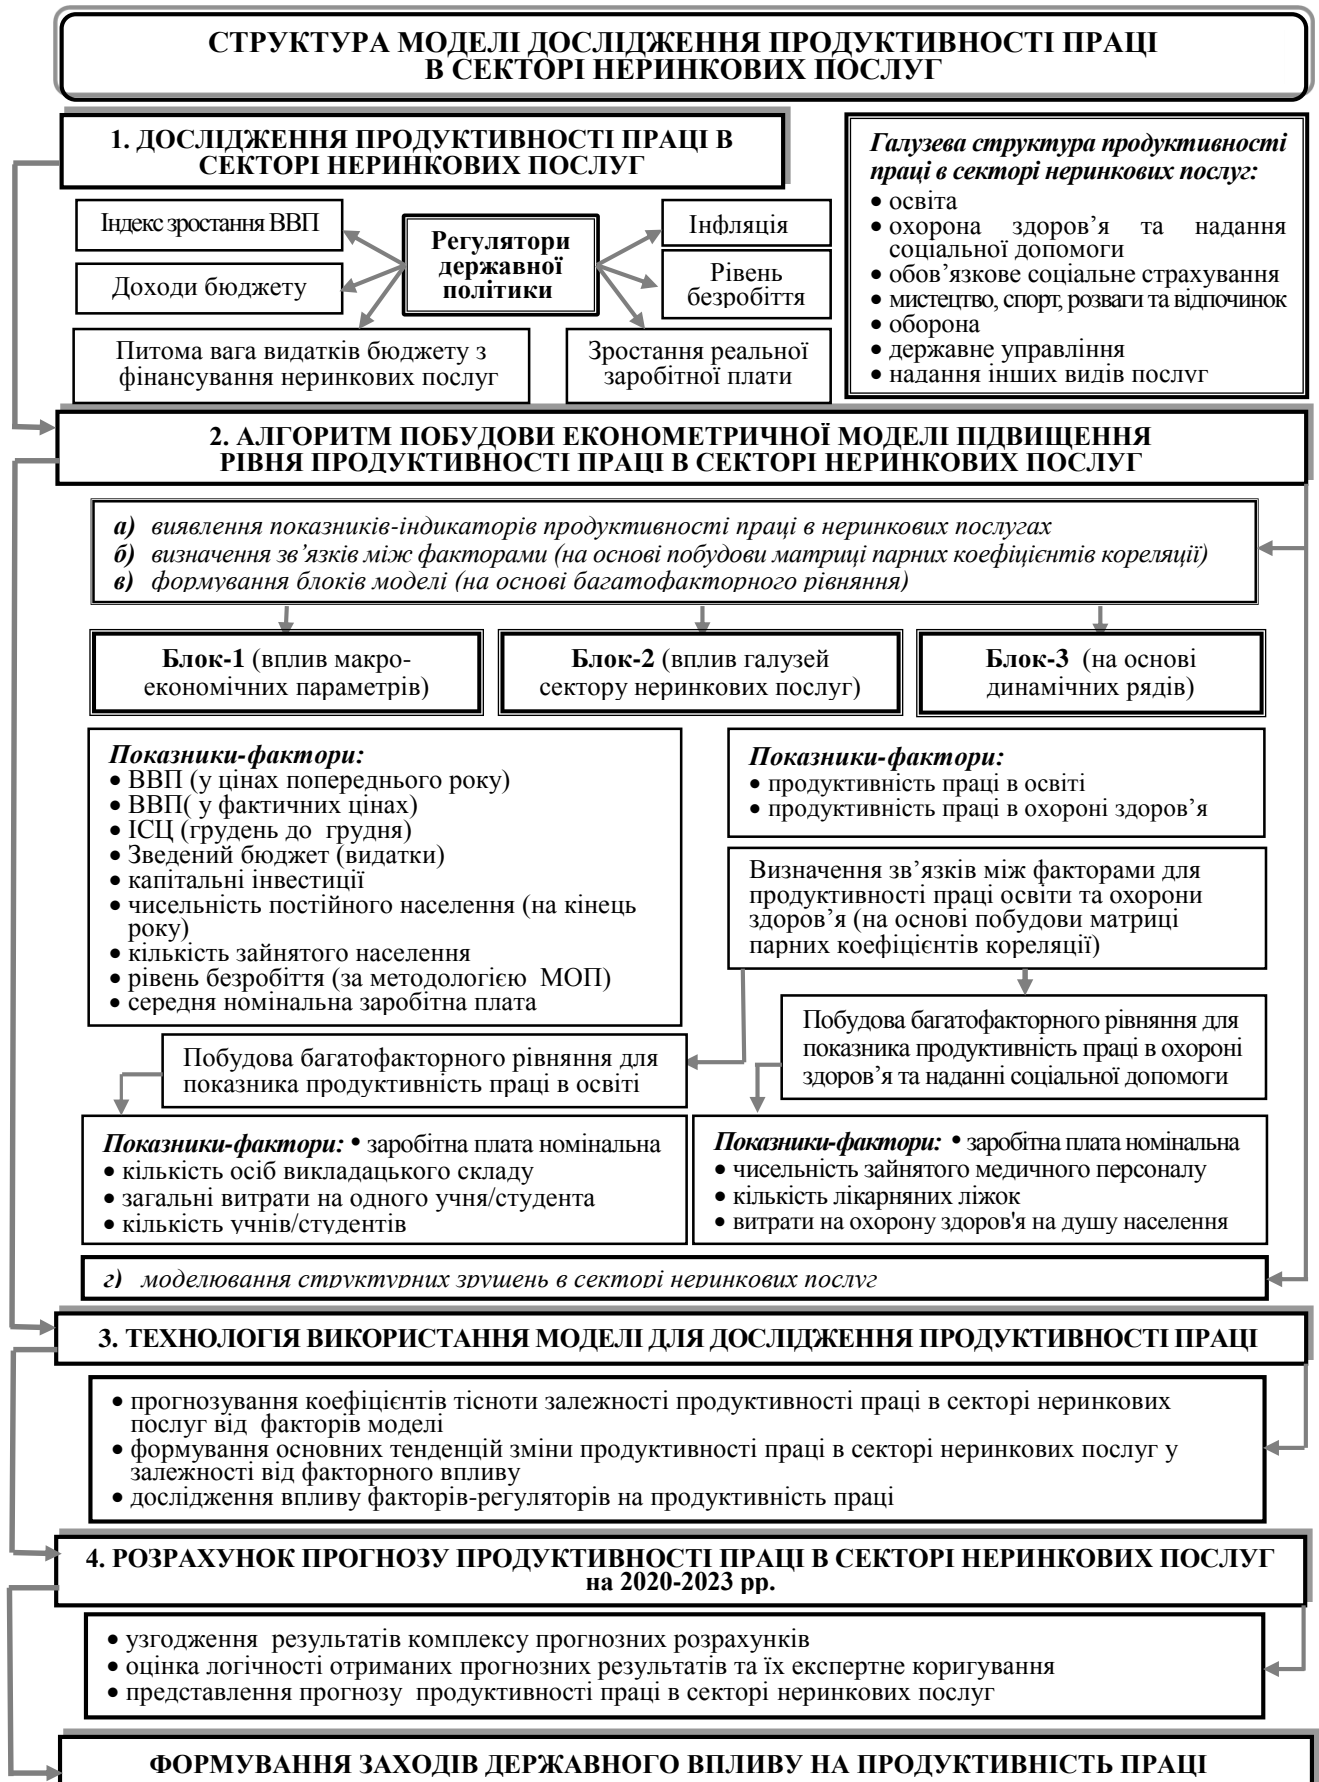 СТРУКТУРА МОДЕЛІ ДОСЛІДЖЕННЯ ПРОДУКТИВНОСТІ ПРАЦІ
В СЕКТОРІ НЕРИНКОВИХ ПОСЛУГ
1. ДОСЛІДЖЕННЯ ПРОДУКТИВНОСТІ ПРАЦІ В
СЕКТОРІ НЕРИНКОВИХ ПОСЛУГ
Індекс зростання ВВП
Доходи бюджету
Регулятори
державної
політики
Інфляція
Рівень
безробіття
Питома вага видатків бюджету з
фінансування неринкових послуг
Зростання реальної
заробітної плати
Галузева структура продуктивності
праці в секторі неринкових послуг:
• освіта
• охорона здоров’я та надання
соціальної допомоги
• обов’язкове соціальне страхування
• мистецтво, спорт, розваги та відпочинок
• оборона
• державне управління
• надання інших видів послуг
2. АЛГОРИТМ ПОБУДОВИ ЕКОНОМЕТРИЧНОЇ МОДЕЛІ ПІДВИЩЕННЯ
РІВНЯ ПРОДУКТИВНОСТІ ПРАЦІ В СЕКТОРІ НЕРИНКОВИХ ПОСЛУГ
а) виявлення показників-індикаторів продуктивності праці в неринкових послугах
б) визначення зв’язків між факторами (на основі побудови матриці парних коефіцієнтів кореляції)
в) формування блоків моделі (на основі багатофакторного рівняння)
Блок-1 (вплив макро-
економічних параметрів)
Блок-2 (вплив галузей
сектору неринкових послуг)
Блок-3 (на основі
динамічних рядів)
Показники-фактори:
• ВВП (у цінах попереднього року)
• ВВП( у фактичних цінах)
• ІСЦ (грудень до грудня)
• Зведений бюджет (видатки)
• капітальні інвестиції
• чисельність постійного населення (на кінець
року)
• кількість зайнятого населення
• рівень безробіття (за методологією МОП)
• середня номінальна заробітна плата
Показники-фактори:
• продуктивність праці в освіті
• продуктивність праці в охороні здоров’я
Визначення зв’язків між факторами для
продуктивності праці освіти та охорони
здоров’я (на основі побудови матриці
парних коефіцієнтів кореляції)
Побудова багатофакторного рівняння для
показника продуктивність праці в охороні
здоров’я та наданні соціальної допомоги
Побудова багатофакторного рівняння для
показника продуктивність праці в освіті
Показники-фактори: • заробітна плата номінальна
• кількість осіб викладацького складу
• загальні витрати на одного учня/студента
• кількість учнів/студентів
Показники-фактори: • заробітна плата номінальна
• чисельність зайнятого медичного персоналу
• кількість лікарняних ліжок
• витрати на охорону здоров'я на душу населення
г) моделювання структурних зрушень в секторі неринкових послуг
3. ТЕХНОЛОГІЯ ВИКОРИСТАННЯ МОДЕЛІ ДЛЯ ДОСЛІДЖЕННЯ ПРОДУКТИВНОСТІ ПРАЦІ
• прогнозування коефіцієнтів тісноти залежності продуктивності праці в секторі неринкових
послуг від факторів моделі
• формування основних тенденцій зміни продуктивності праці в секторі неринкових послуг у
залежності від факторного впливу
• дослідження впливу факторів-регуляторів на продуктивність праці
4. РОЗРАХУНОК ПРОГНОЗУ ПРОДУКТИВНОСТІ ПРАЦІ В СЕКТОРІ НЕРИНКОВИХ ПОСЛУГ
на 2020-2023 рр.
• узгодження результатів комплексу прогнозних розрахунків
• оцінка логічності отриманих прогнозних результатів та їх експертне коригування
• представлення прогнозу продуктивності праці в секторі неринкових послуг
ФОРМУВАННЯ ЗАХОДІВ ДЕРЖАВНОГО ВПЛИВУ НА ПРОДУКТИВНІСТЬ ПРАЦІ